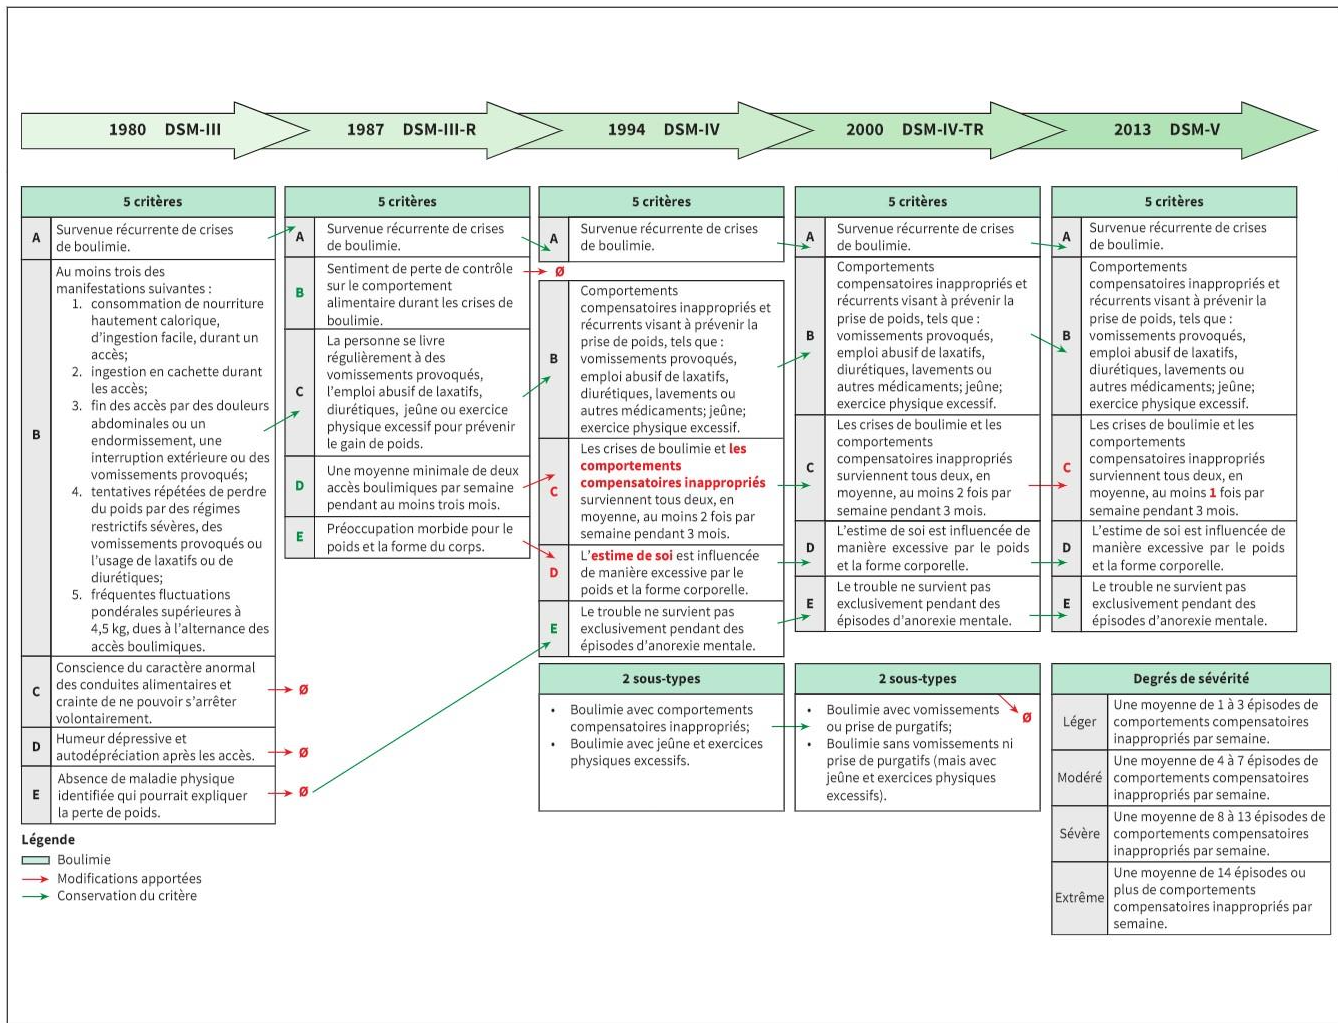 1980 DSM-III
1987 DSM-III-R
1994 DSM-IV
2000 DSM-IV-TR
2013 DSM-V
5 critères
A
Survenue récurrente de crises
de boulimie.
B
Au moins trois des
manifestations suivantes :
1. consommation de nourriture
hautement calorique,
d’ingestion facile, durant un
accès;
2. ingestion en cachette durant
les accès;
3. fin des accès par des douleurs
abdominales ou un
endormissement, une
interruption extérieure ou des
vomissements provoqués;
4. tentatives répétées de perdre
du poids par des régimes
restrictifs sévères, des
vomissements provoqués ou
l’usage de laxatifs ou de
diurétiques;
5. fréquentes fluctuations
pondérales supérieures à
4,5 kg, dues à l’alternance des
accès boulimiques.
C
Conscience du caractère anormal
des conduites alimentaires et
crainte de ne pouvoir s’arrêter
volontairement.
Ø
D
Humeur dépressive et
autodépréciation après les accès.
Ø
E
Absence de maladie physique
identifiée qui pourrait expliquer
la perte de poids.
Ø
5 critères
A
Survenue récurrente de crises
de boulimie.
B
Sentiment de perte de contrôle
sur le comportement
alimentaire durant les crises de
boulimie.
Ø
C
La personne se livre
régulièrement à des
vomissements provoqués,
l’emploi abusif de laxatifs,
diurétiques, jeûne ou exercice
physique excessif pour prévenir
le gain de poids.
D
Une moyenne minimale de deux
accès boulimiques par semaine
pendant au moins trois mois.
E
Préoccupation morbide pour le
poids et la forme du corps.
5 critères
A
Survenue récurrente de crises
de boulimie.
B
Comportements
compensatoires inappropriés et
récurrents visant à prévenir la
prise de poids, tels que :
vomissements provoqués,
emploi abusif de laxatifs,
diurétiques, lavements ou
autres médicaments; jeûne;
exercice physique excessif.
C
Les crises de boulimie et les
comportements
compensatoires inappropriés
surviennent tous deux, en
moyenne, au moins 2 fois par
semaine pendant 3 mois.
D
L’estime de soi est influencée
de manière excessive par le
poids et la forme corporelle.
E
Le trouble ne survient pas
exclusivement pendant des
épisodes d’anorexie mentale.
2 sous-types
• Boulimie avec comportements
compensatoires inappropriés;
• Boulimie avec jeûne et exercices
physiques excessifs.
5 critères
A
Survenue récurrente de crises
de boulimie.
B
Comportements
compensatoires inappropriés et
récurrents visant à prévenir la
prise de poids, tels que :
vomissements provoqués,
emploi abusif de laxatifs,
diurétiques, lavements ou
autres médicaments; jeûne;
exercice physique excessif.
C
Les crises de boulimie et les
comportements
compensatoires inappropriés
surviennent tous deux, en
moyenne, au moins 2 fois par
semaine pendant 3 mois.
D
L’estime de soi est influencée de
manière excessive par le poids
et la forme corporelle.
E
Le trouble ne survient pas
exclusivement pendant des
épisodes d’anorexie mentale.
2 sous-types
• Boulimie avec vomissements
ou prise de purgatifs;
• Boulimie sans vomissements ni
prise de purgatifs (mais avec
jeûne et exercices physiques
excessifs).
Ø
5 critères
A
Survenue récurrente de crises
de boulimie.
B
Comportements
compensatoires inappropriés et
récurrents visant à prévenir la
prise de poids, tels que :
vomissements provoqués,
emploi abusif de laxatifs,
diurétiques, lavements ou
autres médicaments; jeûne;
exercice physique excessif.
C
Les crises de boulimie et les
comportements
compensatoires inappropriés
surviennent tous deux, en
moyenne, au moins 1 fois par
semaine pendant 3 mois.
D
L’estime de soi est influencée de
manière excessive par le poids
et la forme corporelle.
E
Le trouble ne survient pas
exclusivement pendant des
épisodes d’anorexie mentale.
Degrés de sévérité
Léger
Une moyenne de 1 à 3 épisodes de
comportements compensatoires
inappropriés par semaine.
Modéré
Une moyenne de 4 à 7 épisodes de
comportements compensatoires
inappropriés par semaine.
Sévère
Une moyenne de 8 à 13 épisodes de
comportements compensatoires
inappropriés par semaine.
Extrême
Une moyenne de 14 épisodes ou
plus de comportements
compensatoires inappropriés par
semaine.
Légende
Boulimie
Modifications apportées
Conservation du critère